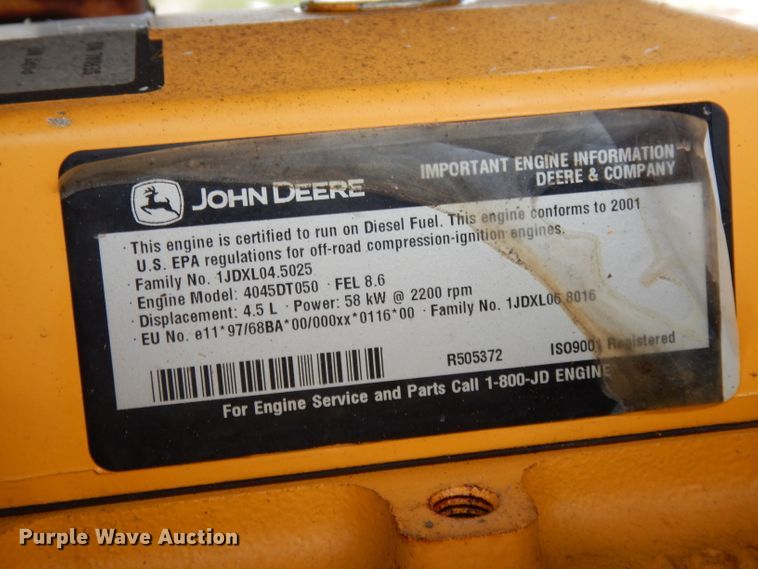 PART NO.
SERIAL NO.
JOHN DEERE
IMPORTANT ENGINE INFORMATION
DEERE & COMPANY
· This engine is certified to run on Diesel Fuel. This engine conforms to 2001
U.S. EPA regulations for off-road compression-ignition engines.
· Family No. 1JDXL04.5025
· Engine Model: 4045DT050 · FEL 8.6
· Displacement: 4.5 L · Power: 58 kW @ 2200 rpm
· EU No. e11*97/68BA*00/000xx*0116*00 · Family No. 1JDXL06.8016
R505372 ISO9001 Registered
For Engine Service and Parts Call 1-800-JD ENGINE
Purple Wave Auction